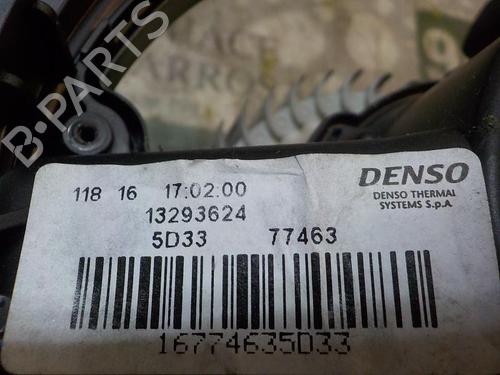 B-PARTS
118 16 17:02:00
DENSO
DENSO THERMAL
SYSTEMS S.p.A
13293624
5D33 77463
16774635D33